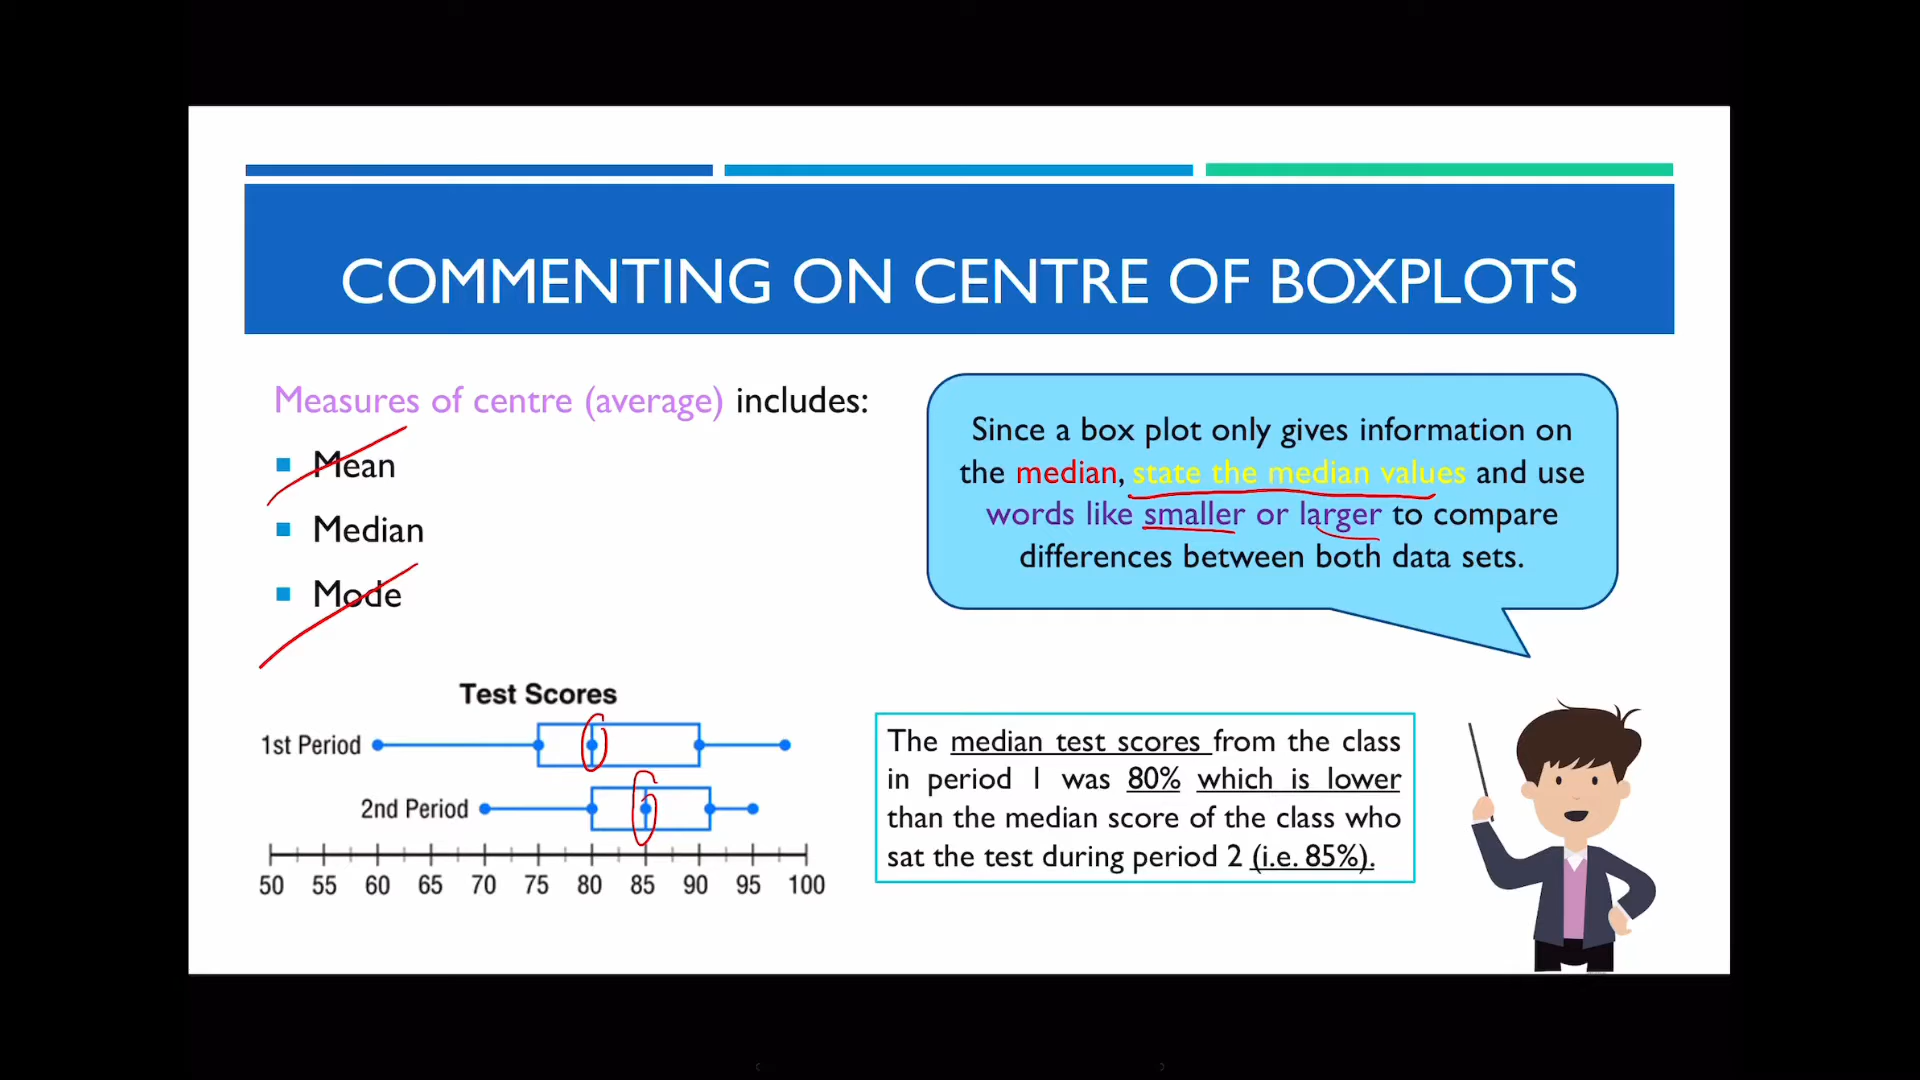 COMMENTING ON CENTRE OF BOXPLOTS
Measures of centre (average) includes:
Mean
Median
Mode
Since a box plot only gives information on
the median, state the median values and use
words like smaller or larger to compare
differences between both data sets.
Test Scores
1st Period
2nd Period
50 55 60 65 70 75 80 85 90 95 100
The median test scores from the class
in period 1 was 80% which is lower
than the median score of the class who
sat the test during period 2 (i.e. 85%).